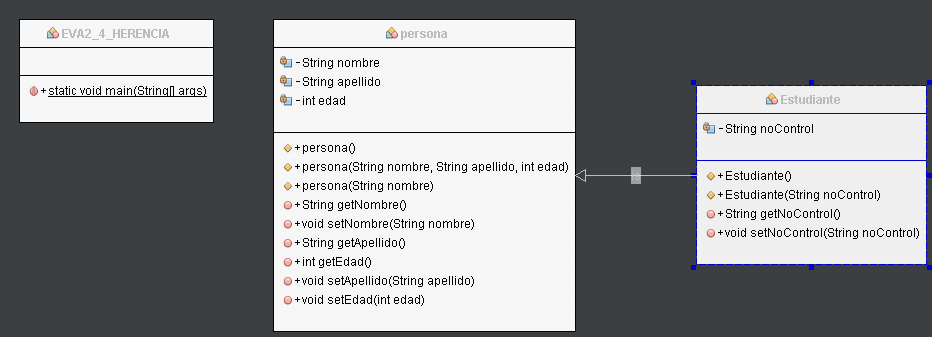 EVA2_4_HERENCIA
+ static void main(String[] args)
persona
- String nombre
- String apellido
- int edad
+ persona()
+ persona(String nombre, String apellido, int edad)
+ persona(String nombre)
+ String getNombre()
+ void setNombre(String nombre)
+ String getApellido()
+ int getEdad()
+ void setApellido(String apellido)
+ void setEdad(int edad)
Estudiante
- String noControl
+ Estudiante()
+ Estudiante(String noControl)
+ String getNoControl()
+ void setNoControl(String noControl)